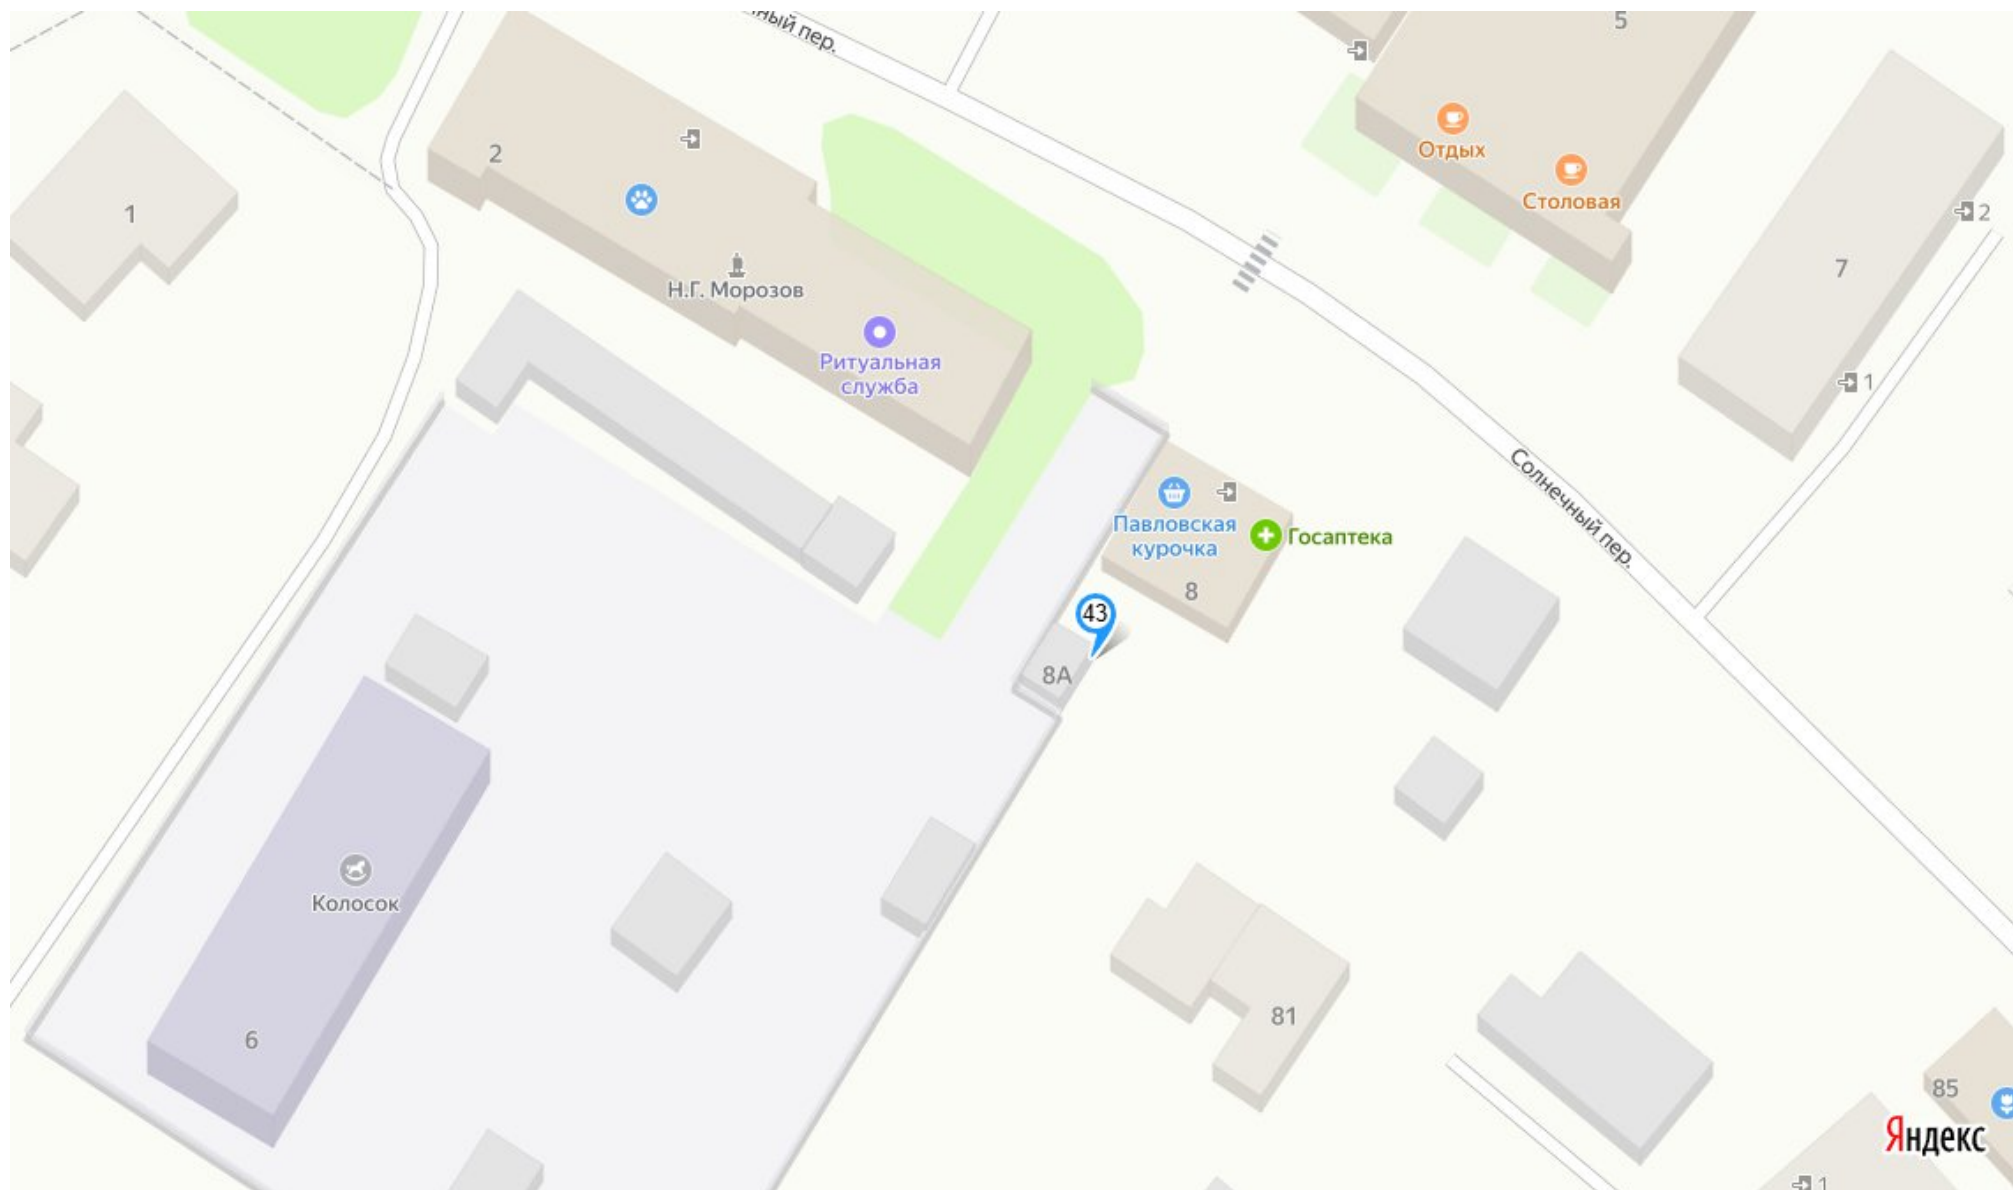 ный пер.
5
Отдых
Столовая
2
1
2
7
Н.Г. Морозов
Ритуальная
служба
1
Солнечный пер.
Павловская
курочка
Госаптека
8
43
8А
Колосок
6
81
85
Яндекс
1